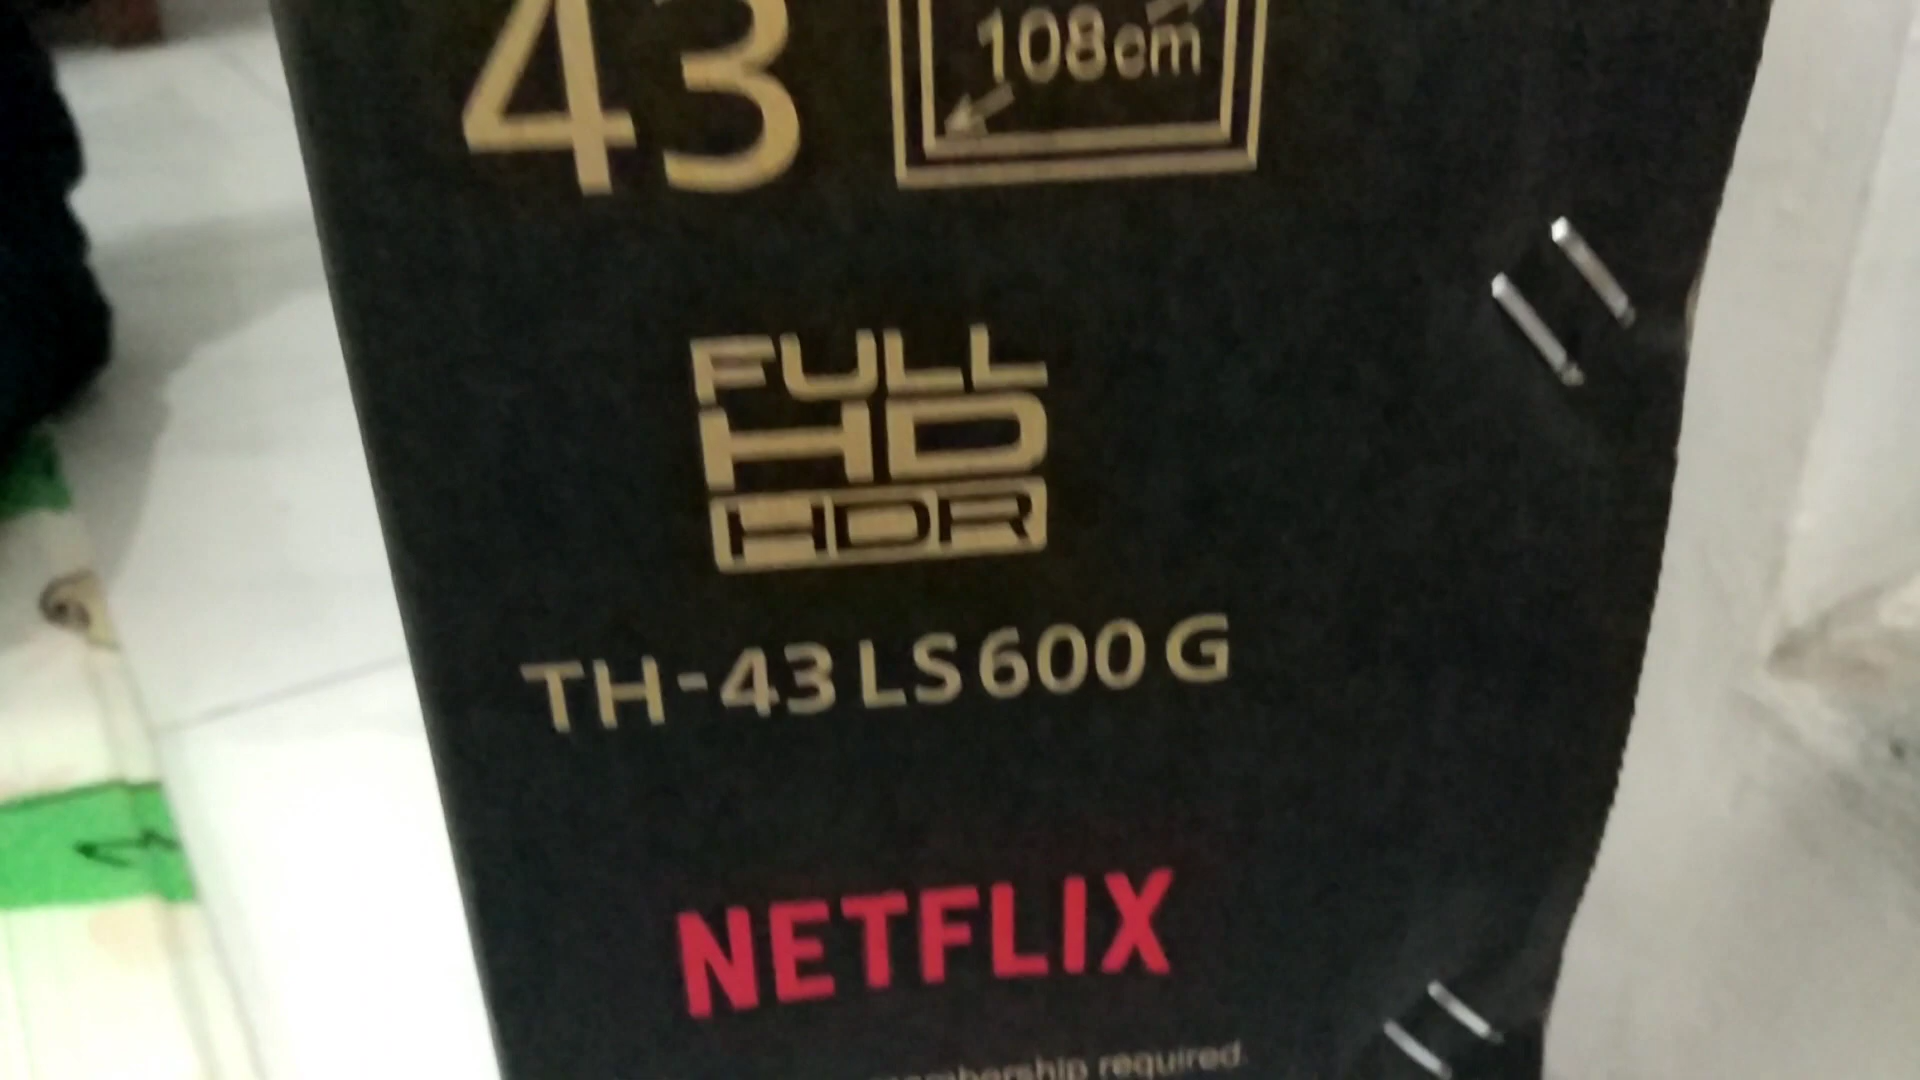 43
108cm
FULL
HD
HDR
TH-43LS600G
NETFLIX
membership required.